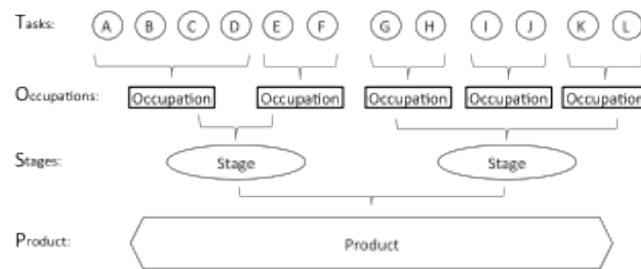 Tasks: A B C D E F G H I J K L
Occupations: Occupation Occupation Occupation Occupation Occupation
Stages: Stage Stage
Product: Product